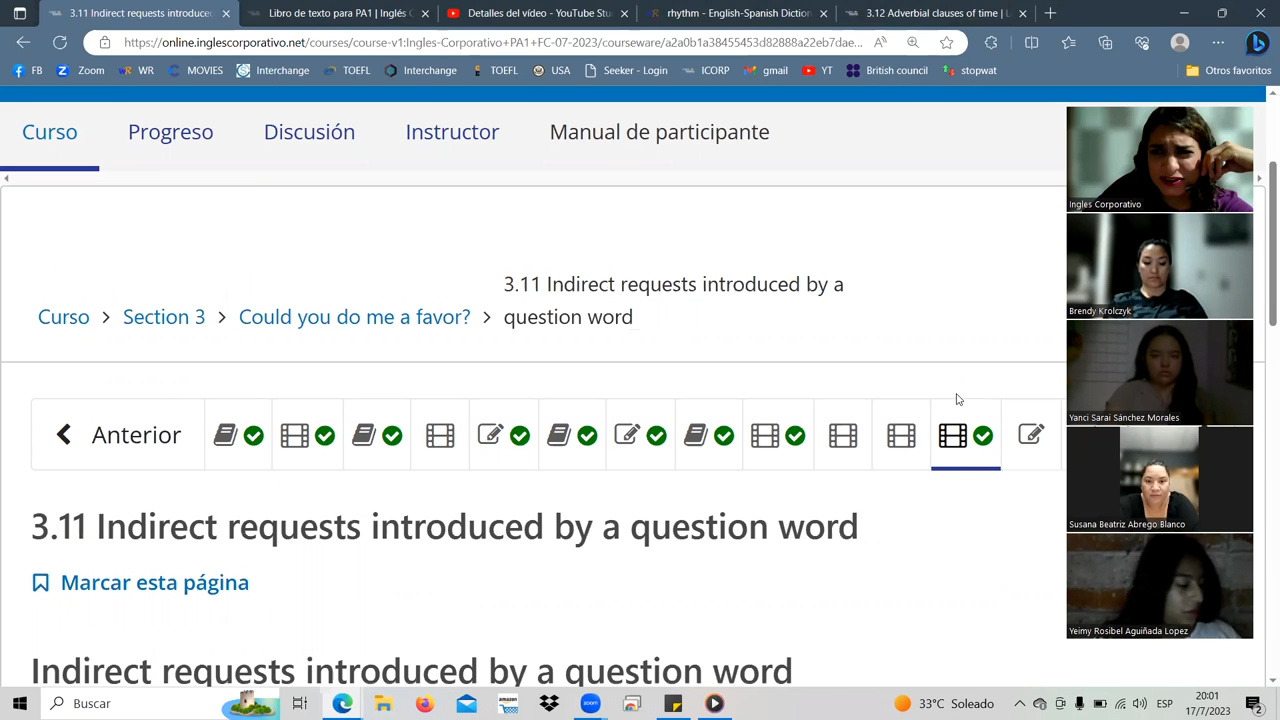 3.11 Indirect requests introduced
Libro de texto para PA1 | Inglés C
Detalles del vídeo - YouTube Stu
rhythm - English-Spanish Diction
3.12 Adverbial clauses of time | L
https://online.inglescorporativo.net/courses/course-v1:Ingles-Corporativo+PA1+FC-07-2023/courseware/a2a0b1a38455453d82888a22eb7dae...
FB
Zoom
WR
MOVIES
Interchange
TOEFL
Interchange
TOEFL
USA
Seeker - Login
ICORP
gmail
YT
British council
stopwat
Otros favoritos
Curso
Progreso
Discusión
Instructor
Manual de participante
Curso > Section 3 > Could you do me a favor? > 3.11 Indirect requests introduced by a
question word
Anterior
3.11 Indirect requests introduced by a question word
Marcar esta página
Indirect requests introduced by a question word
Ingles Corporativo
Brendy Krolczyk
Yanci Sarai Sánchez Morales
Susana Beatriz Abrego Blanco
Yeimy Rosibel Aguiñada Lopez
Buscar
33°C Soleado
ESP
20:01
17/7/2023
2